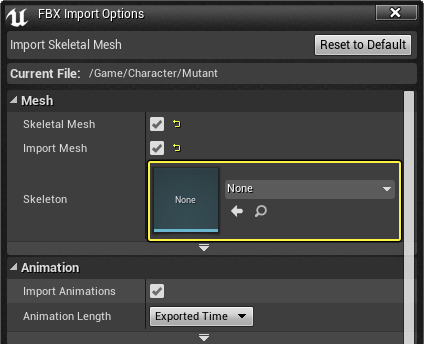 FBX Import Options
Import Skeletal Mesh
Reset to Default
Current File: /Game/Character/Mutant
Mesh
Skeletal Mesh
Import Mesh
Skeleton
None
None
Animation
Import Animations
Animation Length
Exported Time